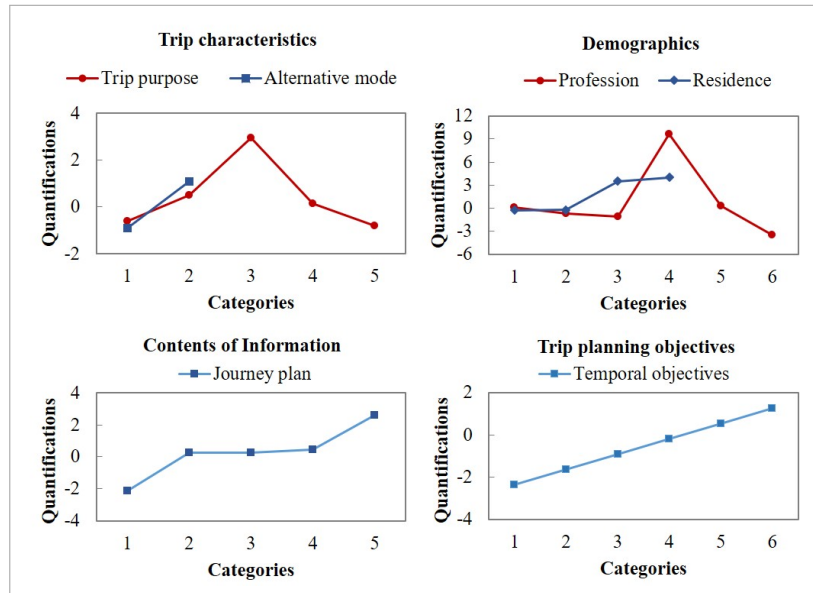 Trip characteristics
Trip purpose Alternative mode
4
2
0
-2
Quantifications
1 2 3 4 5
Categories
Demographics
Profession Residence
12
9
6
3
0
-3
-6
Quantifications
1 2 3 4 5 6
Categories
Contents of Information
Journey plan
4
2
0
-2
-4
Quantifications
1 2 3 4 5
Categories
Trip planning objectives
Temporal objectives
2
0
-2
-4
Quantifications
1 2 3 4 5 6
Categories